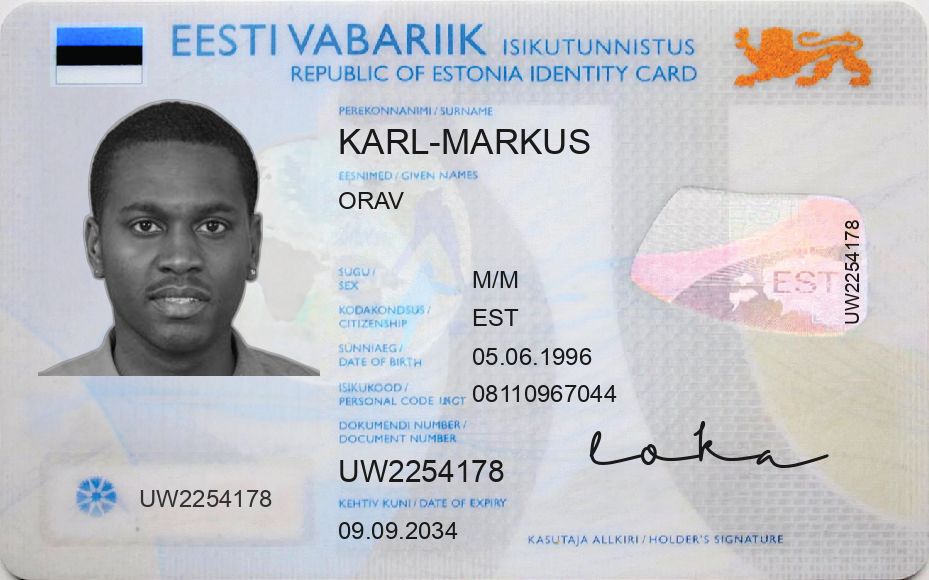 EESTI VABARIIK ISIKUTUNNISTUS
REPUBLIC OF ESTONIA IDENTITY CARD
PEREKONNANIMI / SURNAME
KARL-MARKUS
EESNIMED / GIVEN NAMES
ORAV
SUGU /
SEX
M/M
KODAKONDSUS /
CITIZENSHIP
EST
SÜNNIAEG /
DATE OF BIRTH
05.06.1996
ISIKUKOOD /
PERSONAL CODE
08110967044
DOKUMENDI NUMBER /
DOCUMENT NUMBER
UW2254178
KEHTIV KUNI / DATE OF EXPIRY
09.09.2034
UW2254178
EST
UW2254178
loka
KASUTAJA ALLKIRI / HOLDER'S SIGNATURE